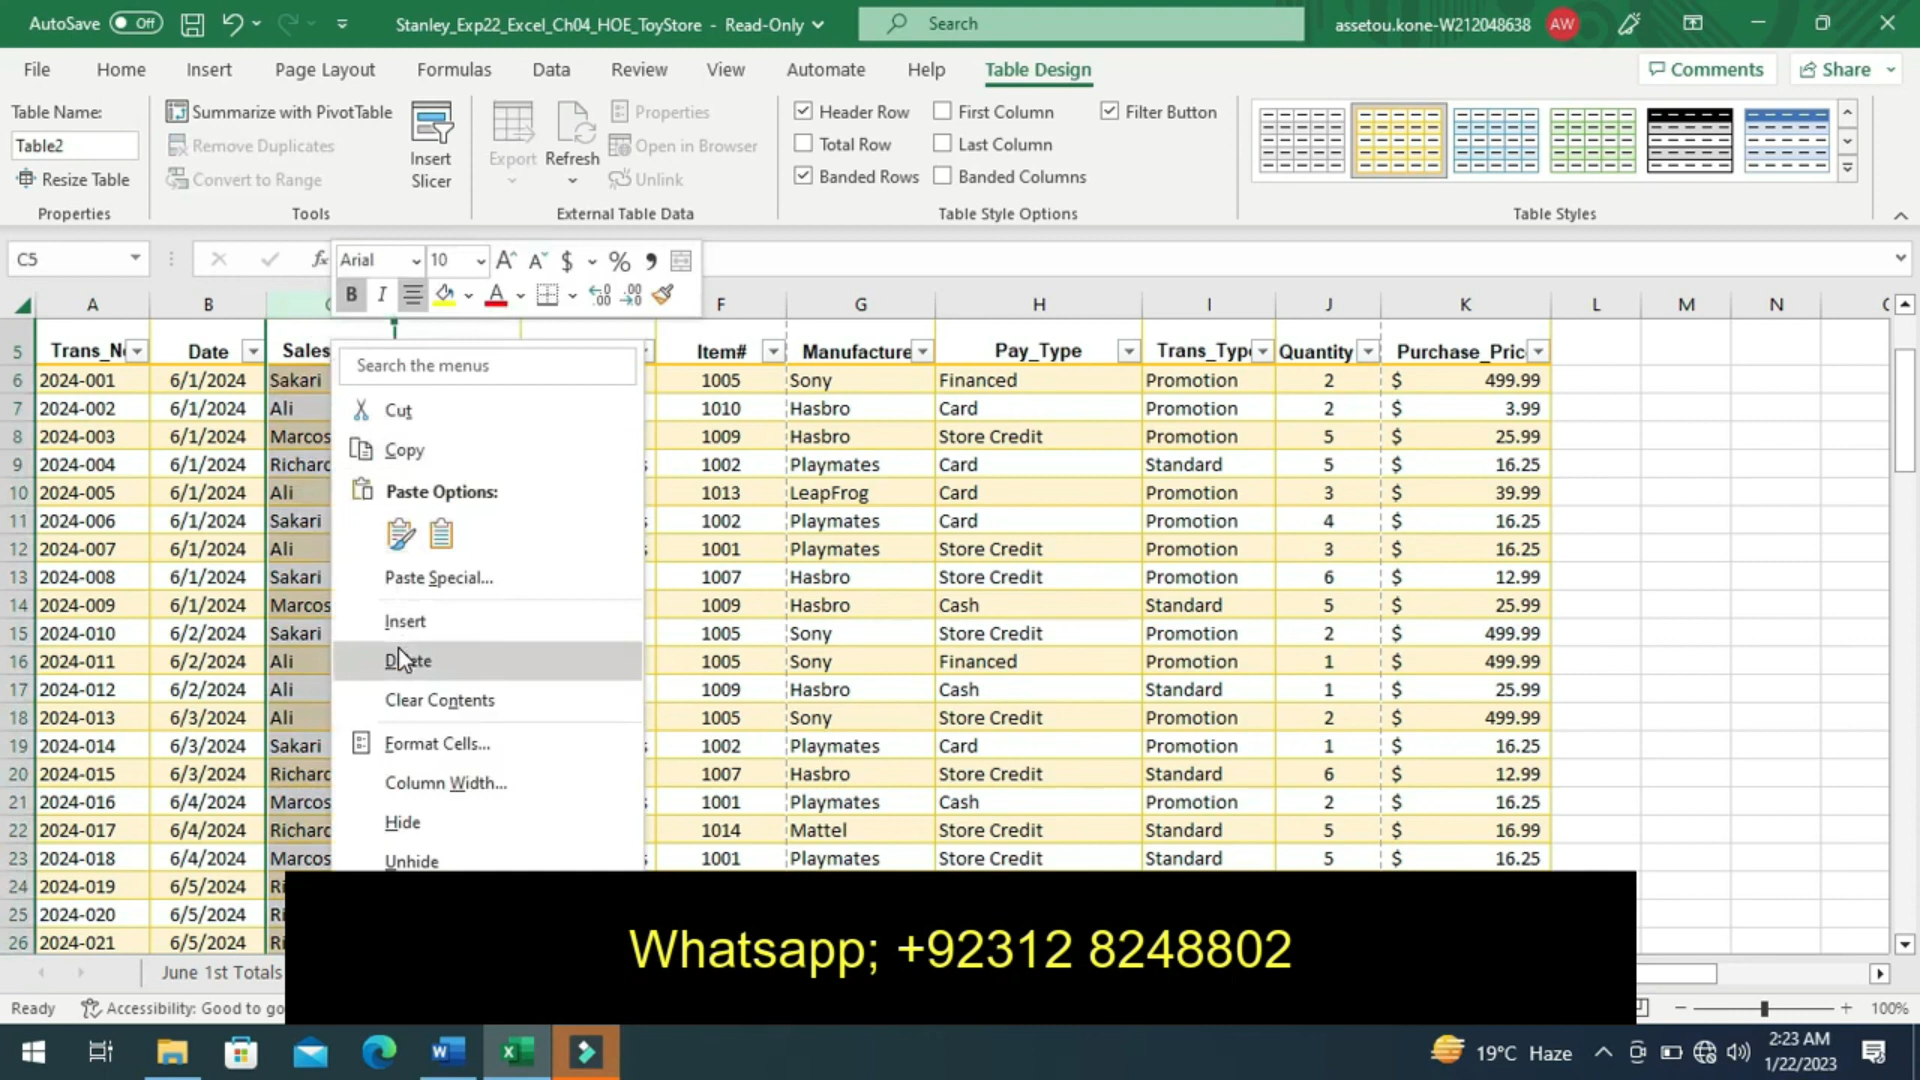 AutoSave Off Stanley_Exp22_Excel_Ch04_HOE_ToyStore - Read-Only Search assetou.kone-W212048638 AW
File Home Insert Page Layout Formulas Data Review View Automate Help Table Design Comments Share
Table Name:
Table2
Resize Table
Properties
Summarize with PivotTable
Remove Duplicates
Convert to Range
Insert
Slicer
Tools
Export
Refresh
Properties
Open in Browser
Unlink
External Table Data
Header Row
Total Row
Banded Rows
First Column
Last Column
Banded Columns
Filter Button
Table Style Options
Table Styles
C5 fx
Arial 10 $ %
B I A
A B F G H I J K L M N
5 Trans_N Date Sales Item# Manufacture Pay_Type Trans_Typ Quantity Purchase_Pric
6 2024-001 6/1/2024 Sakari 1005 Sony Financed Promotion 2 $ 499.99
7 2024-002 6/1/2024 Ali 1010 Hasbro Card Promotion 2 $ 3.99
8 2024-003 6/1/2024 Marcos 1009 Hasbro Store Credit Promotion 5 $ 25.99
9 2024-004 6/1/2024 Richard 1002 Playmates Card Standard 5 $ 16.25
10 2024-005 6/1/2024 Ali 1013 LeapFrog Card Promotion 3 $ 39.99
11 2024-006 6/1/2024 Sakari 1002 Playmates Card Promotion 4 $ 16.25
12 2024-007 6/1/2024 Ali 1001 Playmates Store Credit Promotion 3 $ 16.25
13 2024-008 6/1/2024 Sakari 1007 Hasbro Store Credit Promotion 6 $ 12.99
14 2024-009 6/1/2024 Marcos 1009 Hasbro Cash Standard 5 $ 25.99
15 2024-010 6/2/2024 Sakari 1005 Sony Store Credit Promotion 2 $ 499.99
16 2024-011 6/2/2024 Ali 1005 Sony Financed Promotion 1 $ 499.99
17 2024-012 6/2/2024 Ali 1009 Hasbro Cash Standard 1 $ 25.99
18 2024-013 6/3/2024 Ali 1005 Sony Store Credit Promotion 2 $ 499.99
19 2024-014 6/3/2024 Sakari 1002 Playmates Card Promotion 1 $ 16.25
20 2024-015 6/3/2024 Richard 1007 Hasbro Store Credit Standard 6 $ 12.99
21 2024-016 6/4/2024 Marcos 1001 Playmates Cash Promotion 2 $ 16.25
22 2024-017 6/4/2024 Richard 1014 Mattel Store Credit Standard 5 $ 16.99
23 2024-018 6/4/2024 Marcos 1001 Playmates Store Credit Standard 5 $ 16.25
24 2024-019 6/5/2024 Ri
25 2024-020 6/5/2024 Ri
26 2024-021 6/5/2024 Ri
Search the menus
Cut
Copy
Paste Options:
Paste Special...
Insert
Delete
Clear Contents
Format Cells...
Column Width...
Hide
Unhide
Whatsapp; +92312 8248802
June 1st Totals
Ready Accessibility: Good to go 100%
19°C Haze
2:23 AM
1/22/2023